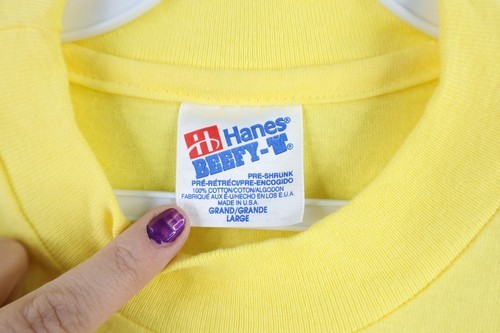 Hanes®
BEEFY-T®
PRE-SHRUNK
PRÉ-RÉTRÉCI/PRE-ENCOGIDO
100% COTTON/COTON/ALGODON
FABRIQUÉ AUX É-U/HECHO EN LOS E.U.A.
MADE IN U.S.A.
GRAND/GRANDE
LARGE